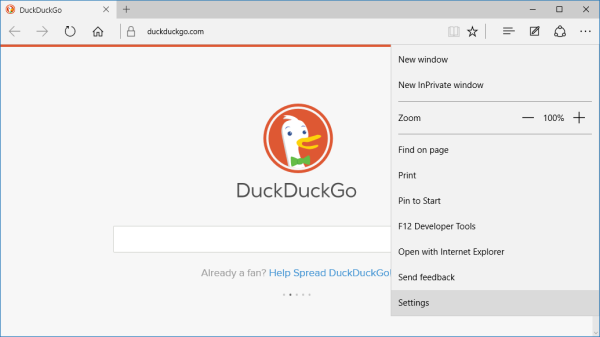 DuckDuckGo
duckduckgo.com
New window
New InPrivate window
Zoom 100%
Find on page
Print
Pin to Start
F12 Developer Tools
Open with Internet Explorer
Send feedback
Settings
DuckDuckGo
Already a fan? Help Spread DuckDuckGo!